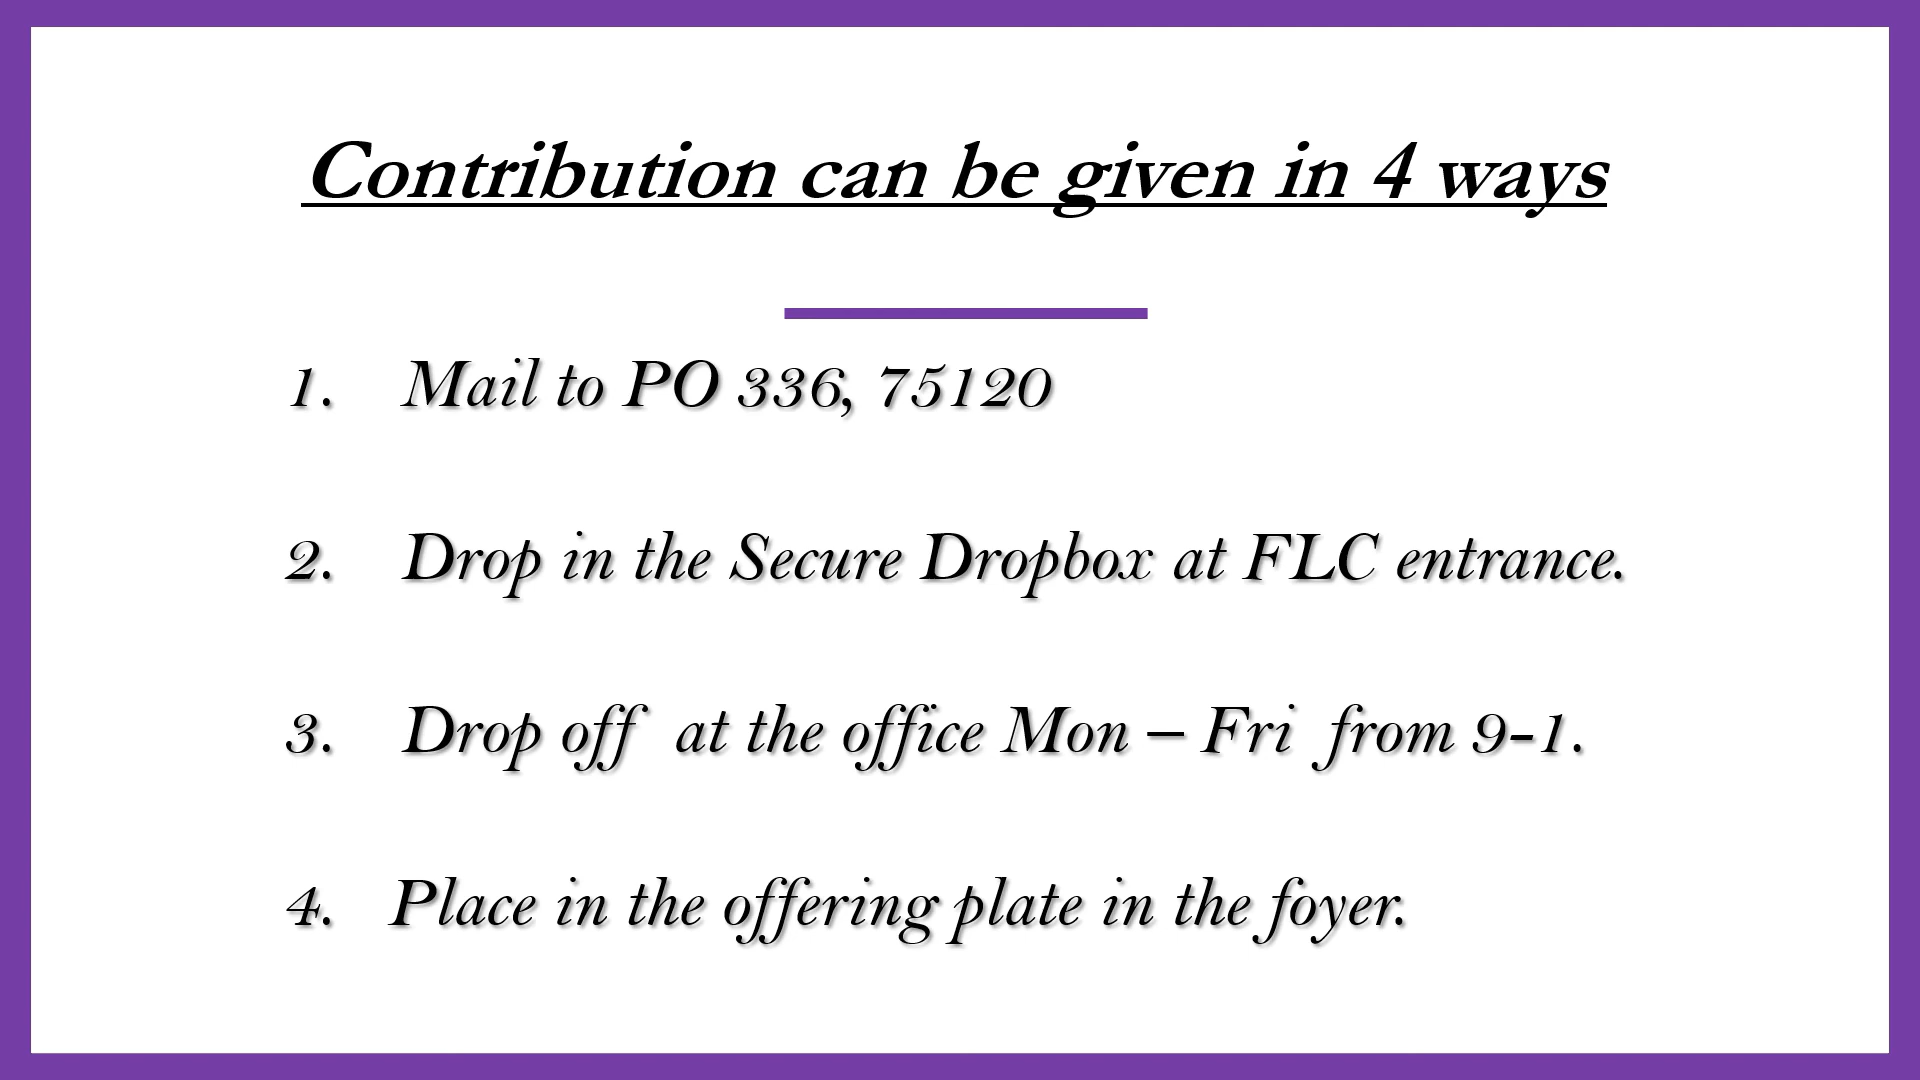 Contribution can be given in 4 ways
1. Mail to PO 336, 75120
2. Drop in the Secure Dropbox at FLC entrance.
3. Drop off at the office Mon – Fri from 9-1.
4. Place in the offering plate in the foyer.